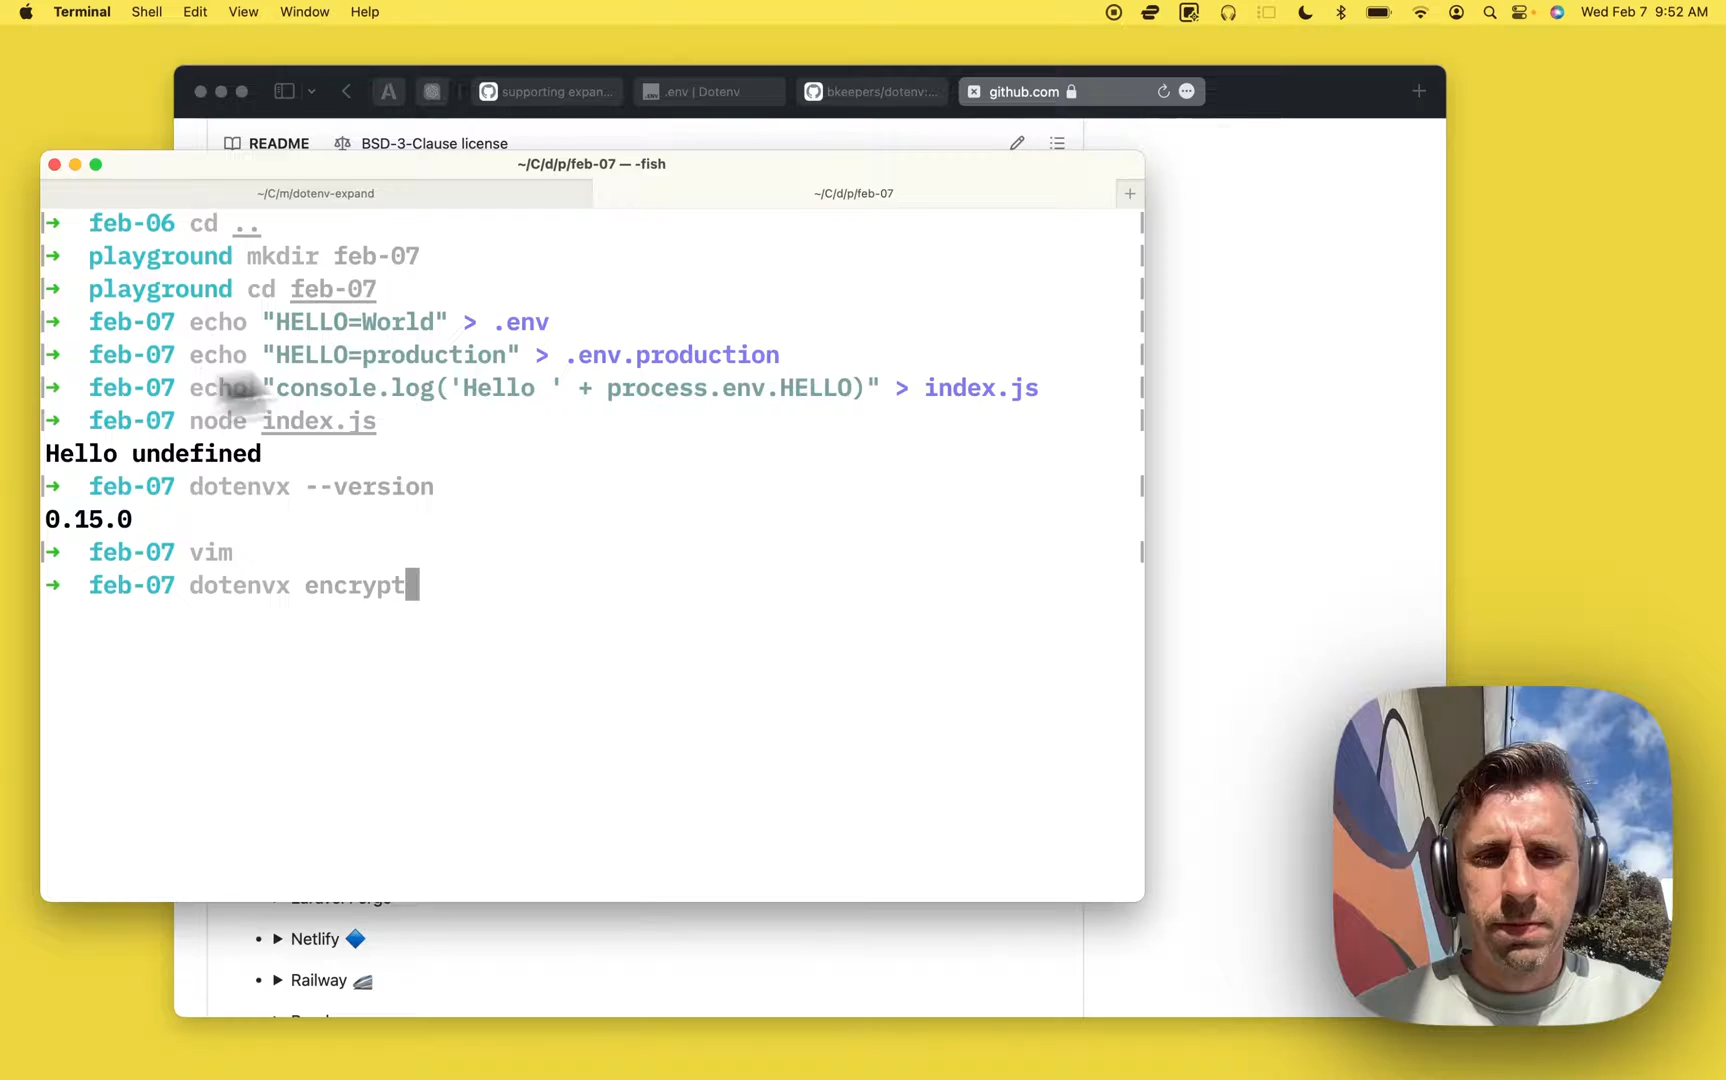 Terminal Shell Edit View Window Help Wed Feb 7 9:52 AM
supporting expan... .env | Dotenv bkeepers/dotenv:... github.com
README BSD-3-Clause license
~/C/d/p/feb-07 — -fish
~/C/m/dotenv-expand ~/C/d/p/feb-07
➜ feb-06 cd ..
➜ playground mkdir feb-07
➜ playground cd feb-07
➜ feb-07 echo "HELLO=World" > .env
➜ feb-07 echo "HELLO=production" > .env.production
➜ feb-07 echo "console.log('Hello ' + process.env.HELLO)" > index.js
➜ feb-07 node index.js
Hello undefined
➜ feb-07 dotenvx --version
0.15.0
➜ feb-07 vim
➜ feb-07 dotenvx encrypt
• ▶ Netlify
• ▶ Railway